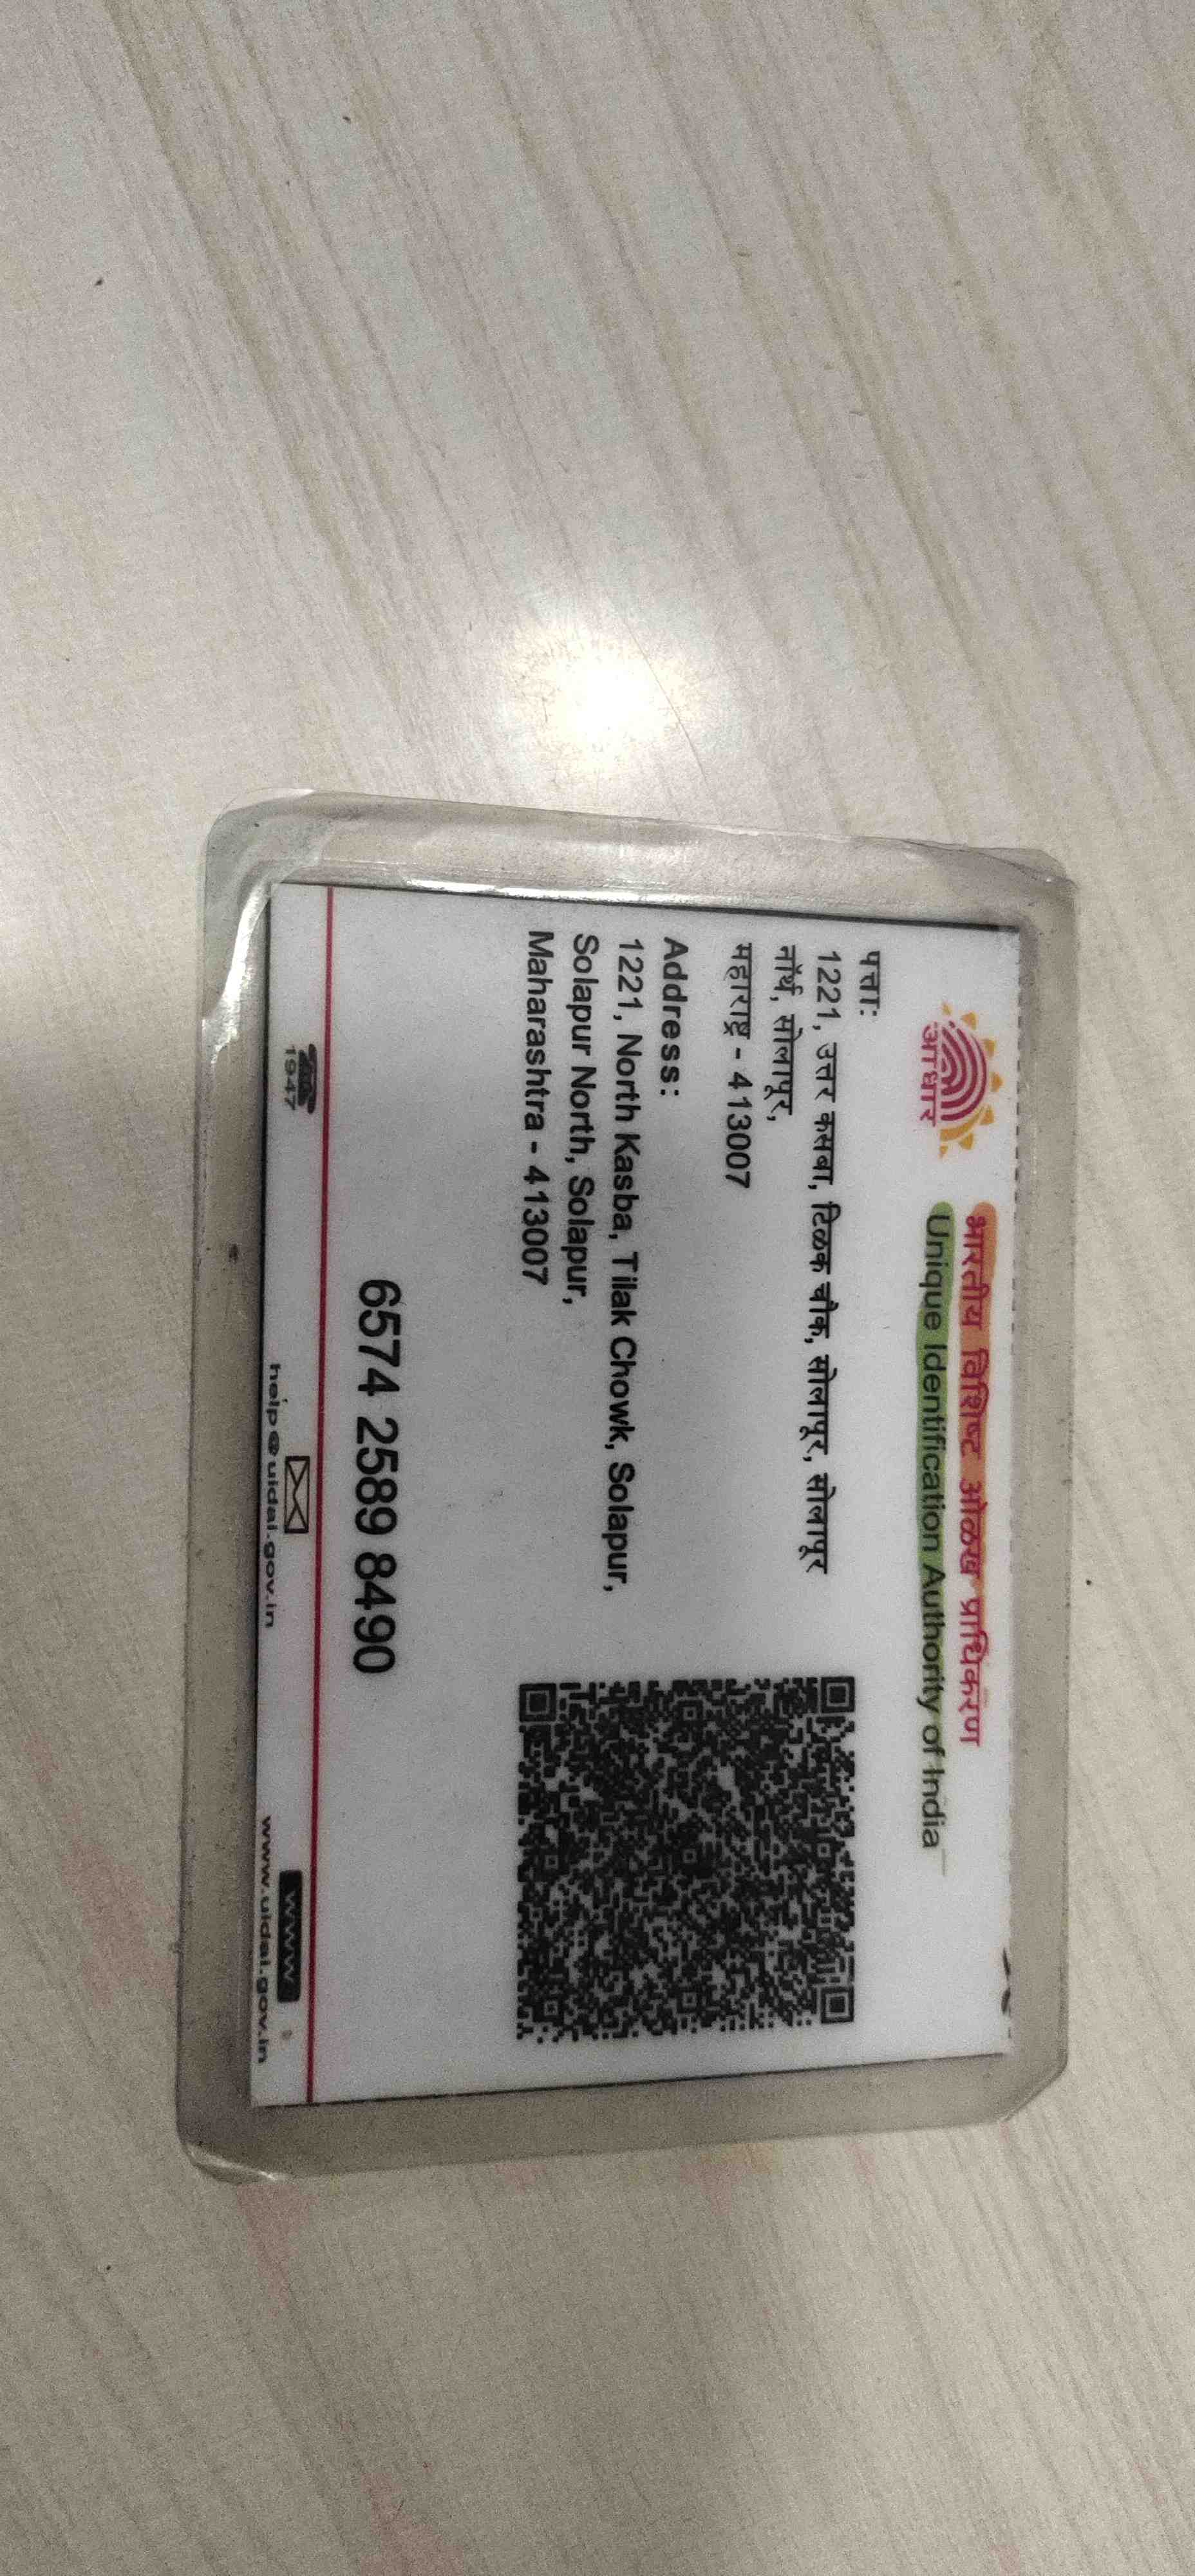 आधार
भारतीय विशिष्ट ओळख प्राधिकरण
Unique Identification Authority of India
पत्ता:
1221, उत्तर कसबा, टिळक चौक, सोलापूर, सोलापूर
नॉर्थ, सोलापूर,
महाराष्ट्र - 413007
Address:
1221, North Kasba, Tilak Chowk, Solapur,
Solapur North, Solapur,
Maharashtra - 413007
6574 2589 8490
1947
help@uidai.gov.in
www
www.uidai.gov.in